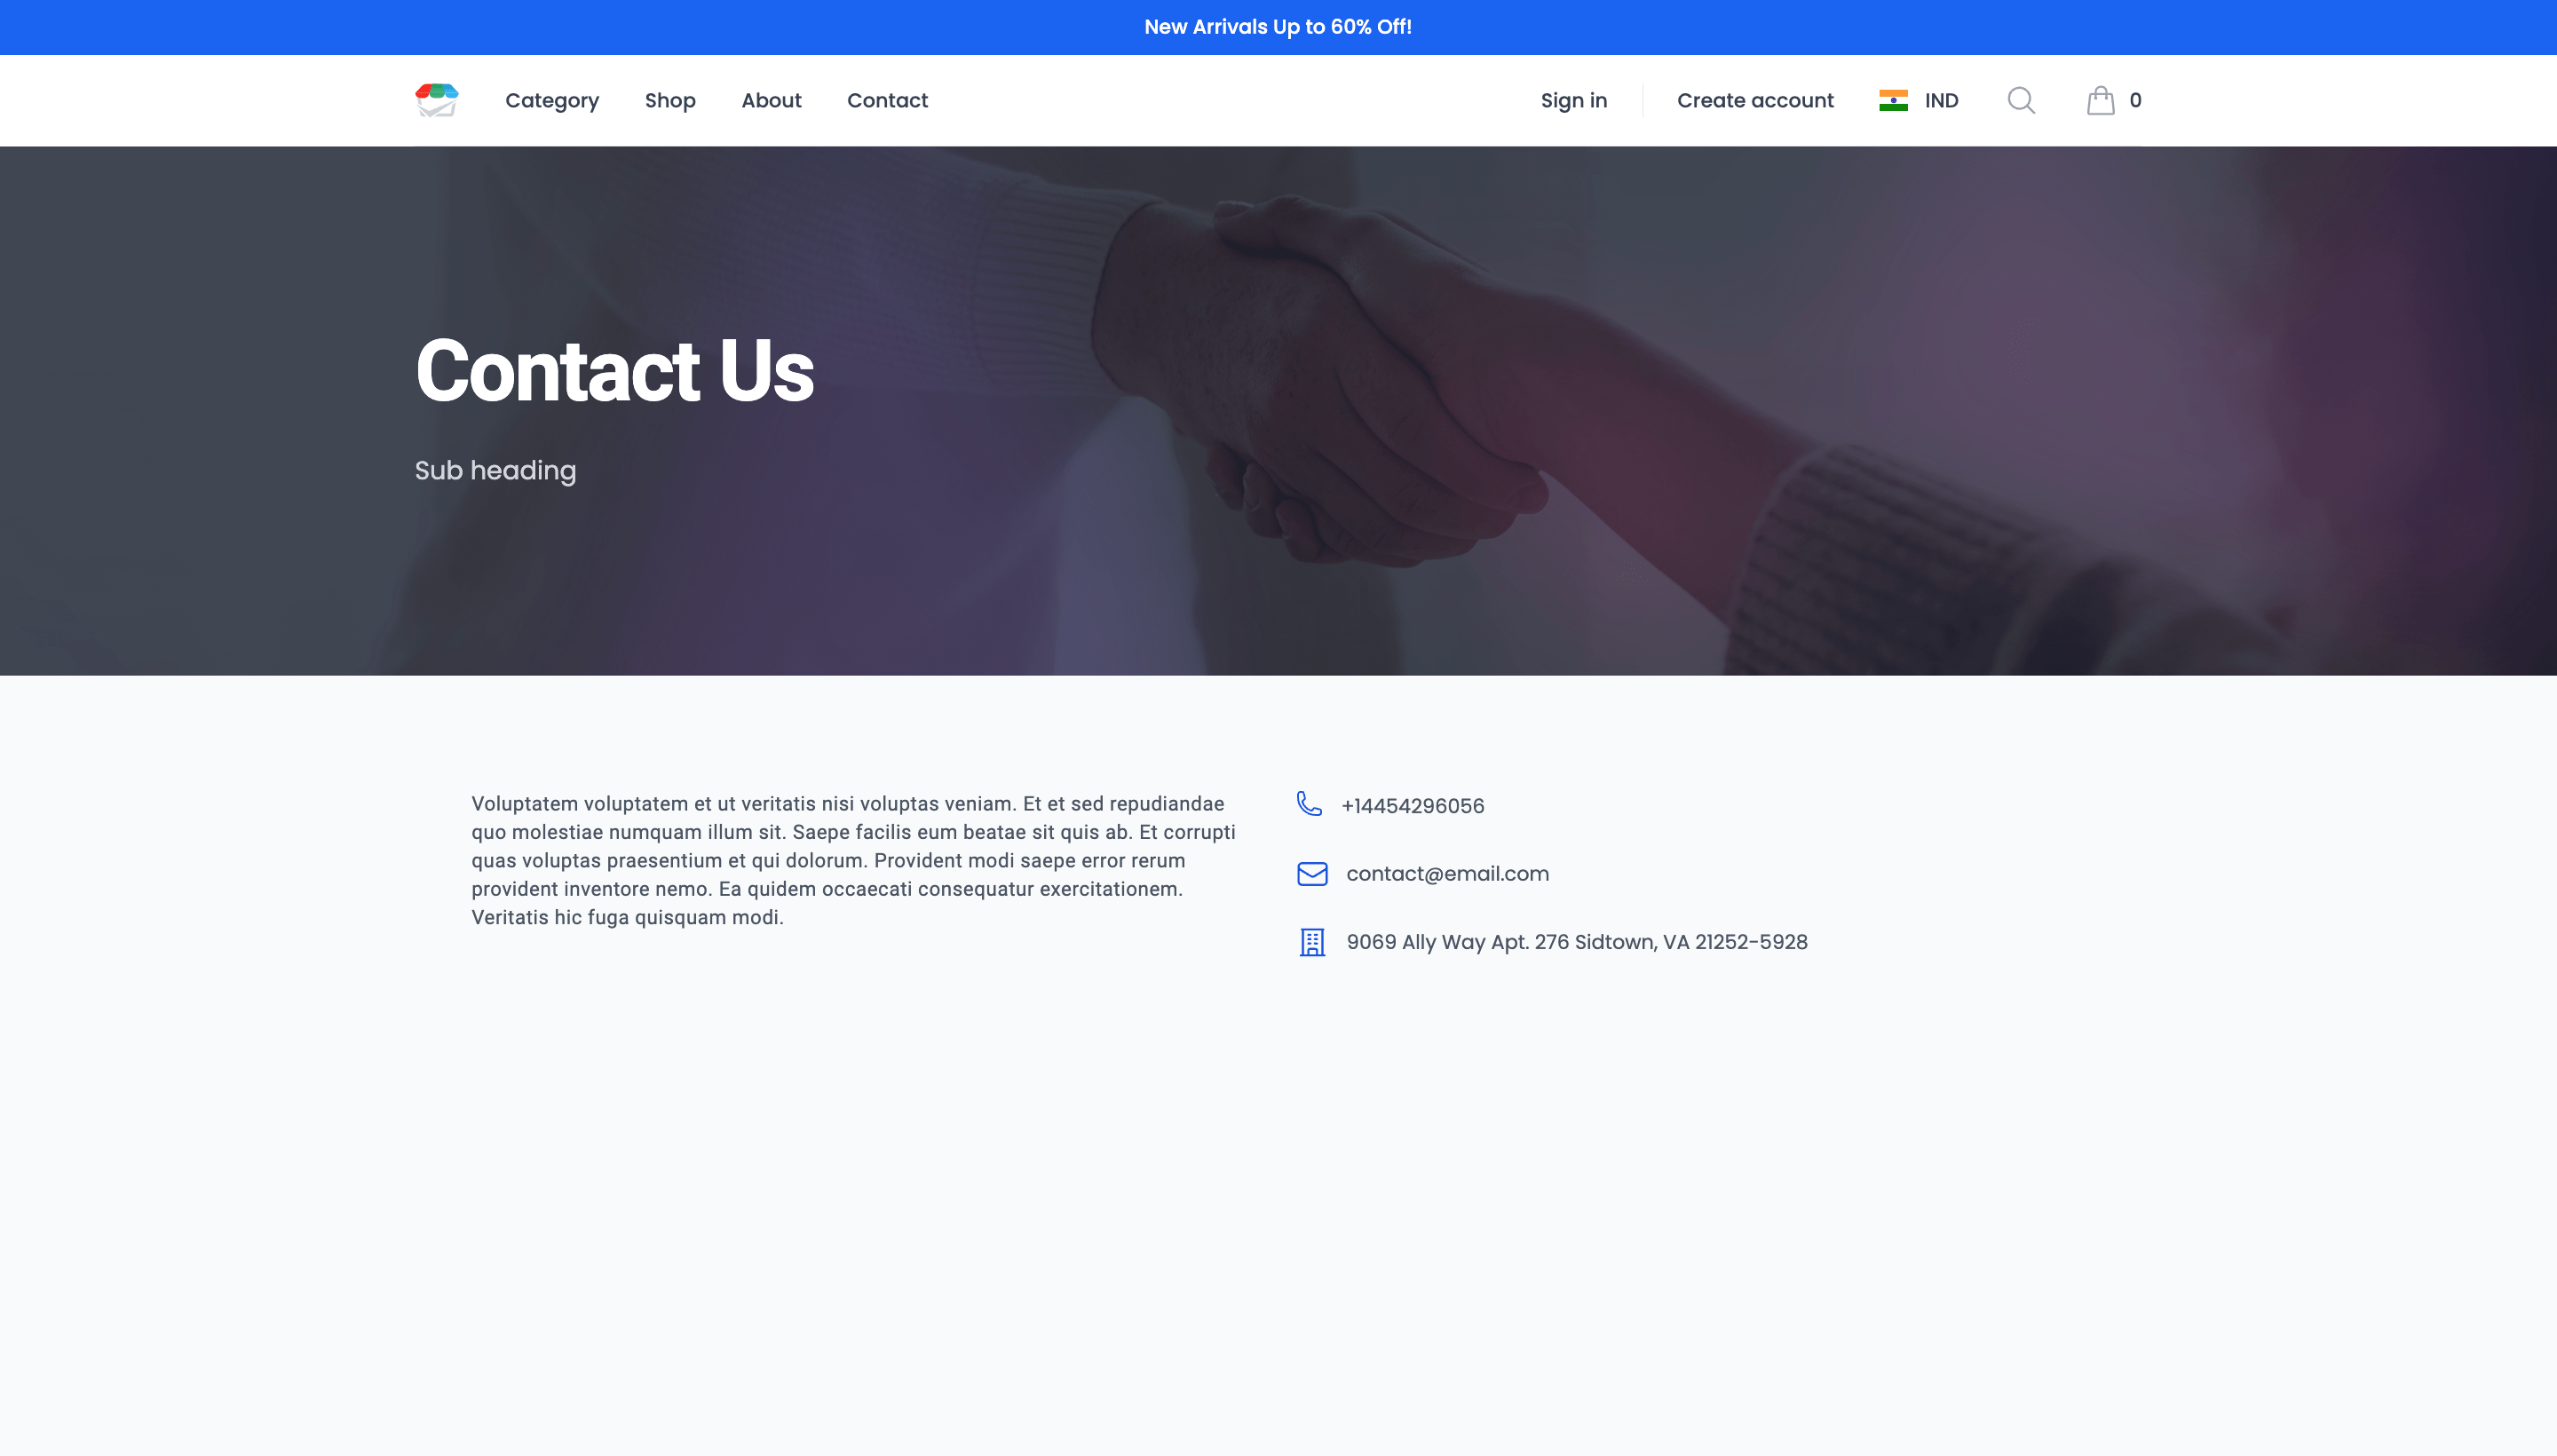 New Arrivals Up to 60% Off!
Category Shop About Contact Sign in Create account IND 0
Contact Us
Sub heading
Voluptatem voluptatem et ut veritatis nisi voluptas veniam. Et et sed repudiandae
quo molestiae numquam illum sit. Saepe facilis eum beatae sit quis ab. Et corrupti
quas voluptas praesentium et qui dolorum. Provident modi saepe error rerum
provident inventore nemo. Ea quidem occaecati consequatur exercitationem.
Veritatis hic fuga quisquam modi.
+14454296056
contact@email.com
9069 Ally Way Apt. 276 Sidtown, VA 21252-5928